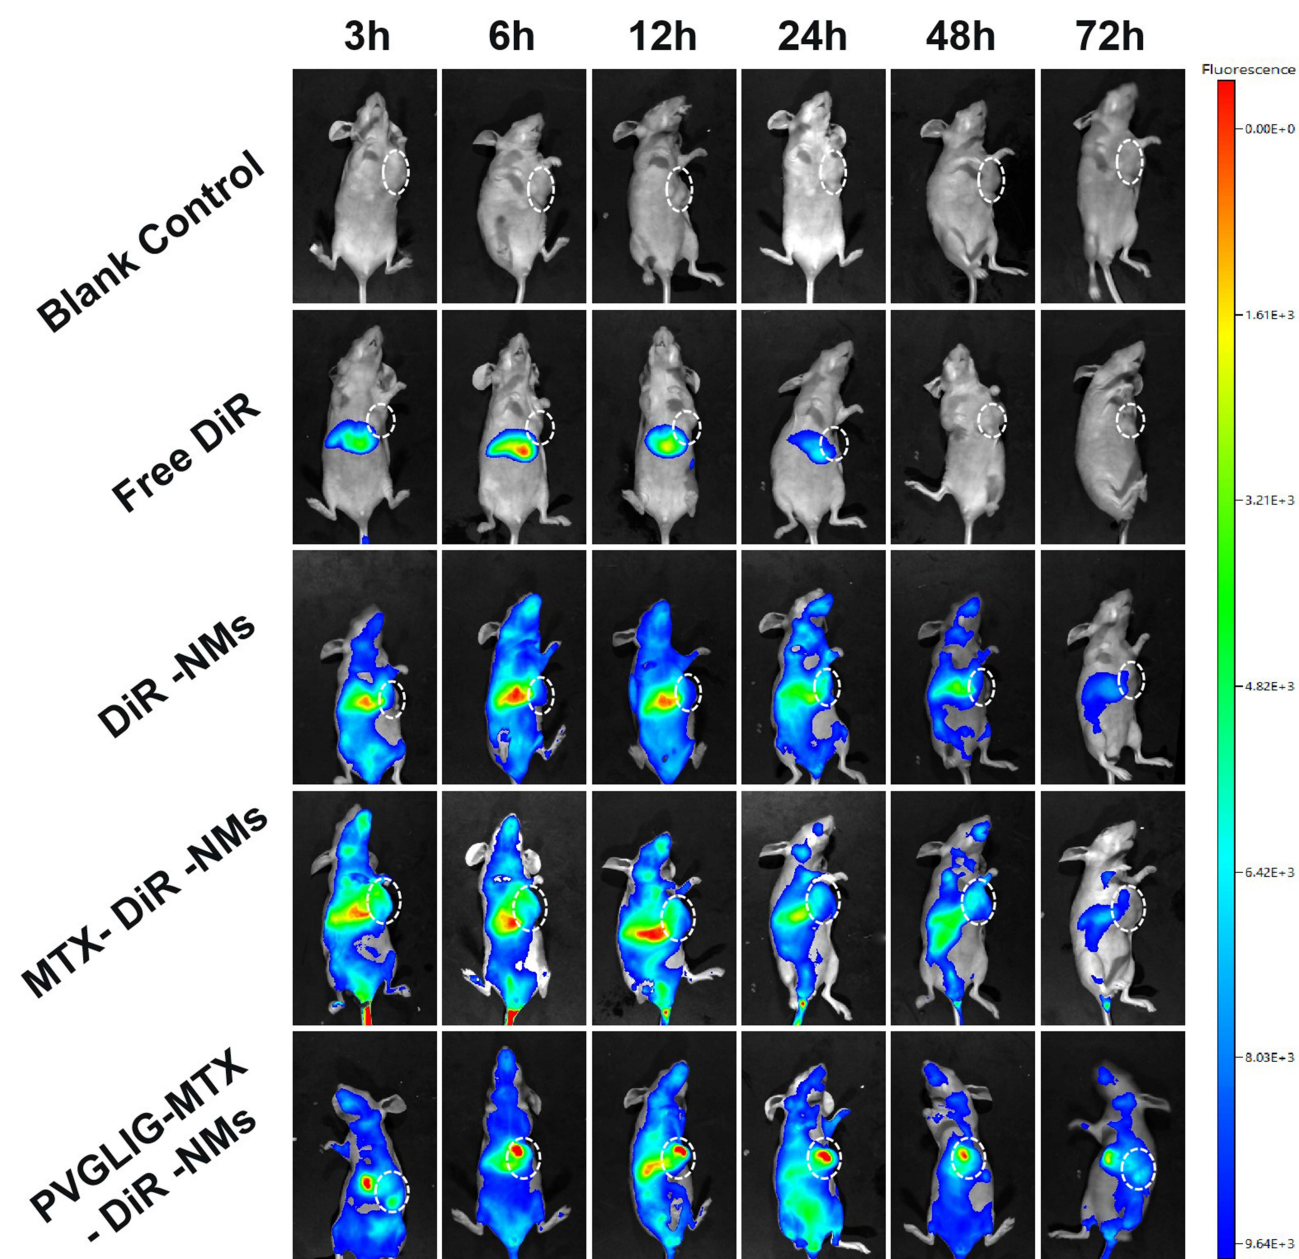 3h 6h 12h 24h 48h 72h
Fluorescence
0.00E+0
1.61E+3
3.21E+3
4.82E+3
6.42E+3
8.03E+3
9.64E+3
Blank Control
Free DiR
DiR -NMs
MTX- DiR -NMs
PVGLIG-MTX
- DiR -NMs